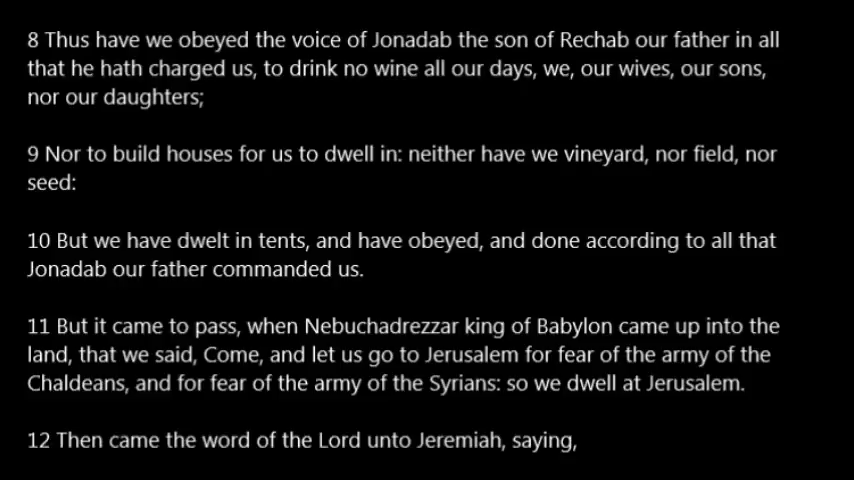 8 Thus have we obeyed the voice of Jonadab the son of Rechab our father in all
that he hath charged us, to drink no wine all our days, we, our wives, our sons,
nor our daughters;
9 Nor to build houses for us to dwell in: neither have we vineyard, nor field, nor
seed:
10 But we have dwelt in tents, and have obeyed, and done according to all that
Jonadab our father commanded us.
11 But it came to pass, when Nebuchadrezzar king of Babylon came up into the
land, that we said, Come, and let us go to Jerusalem for fear of the army of the
Chaldeans, and for fear of the army of the Syrians: so we dwell at Jerusalem.
12 Then came the word of the Lord unto Jeremiah, saying,